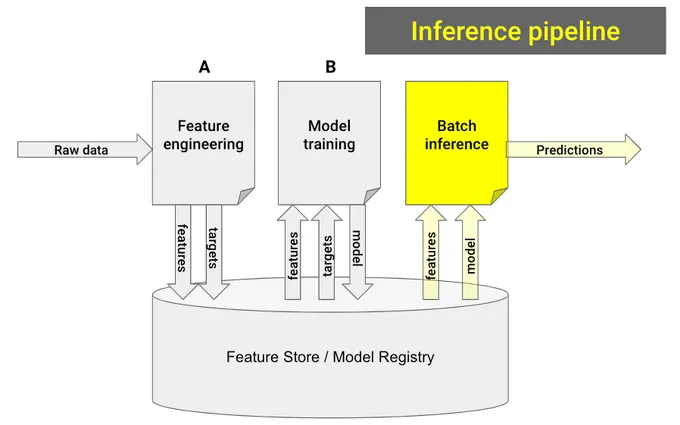 Inference pipeline
A
B
Feature
engineering
Model
training
Batch
inference
Raw data
Predictions
features
targets
features
targets
model
features
model
Feature Store / Model Registry